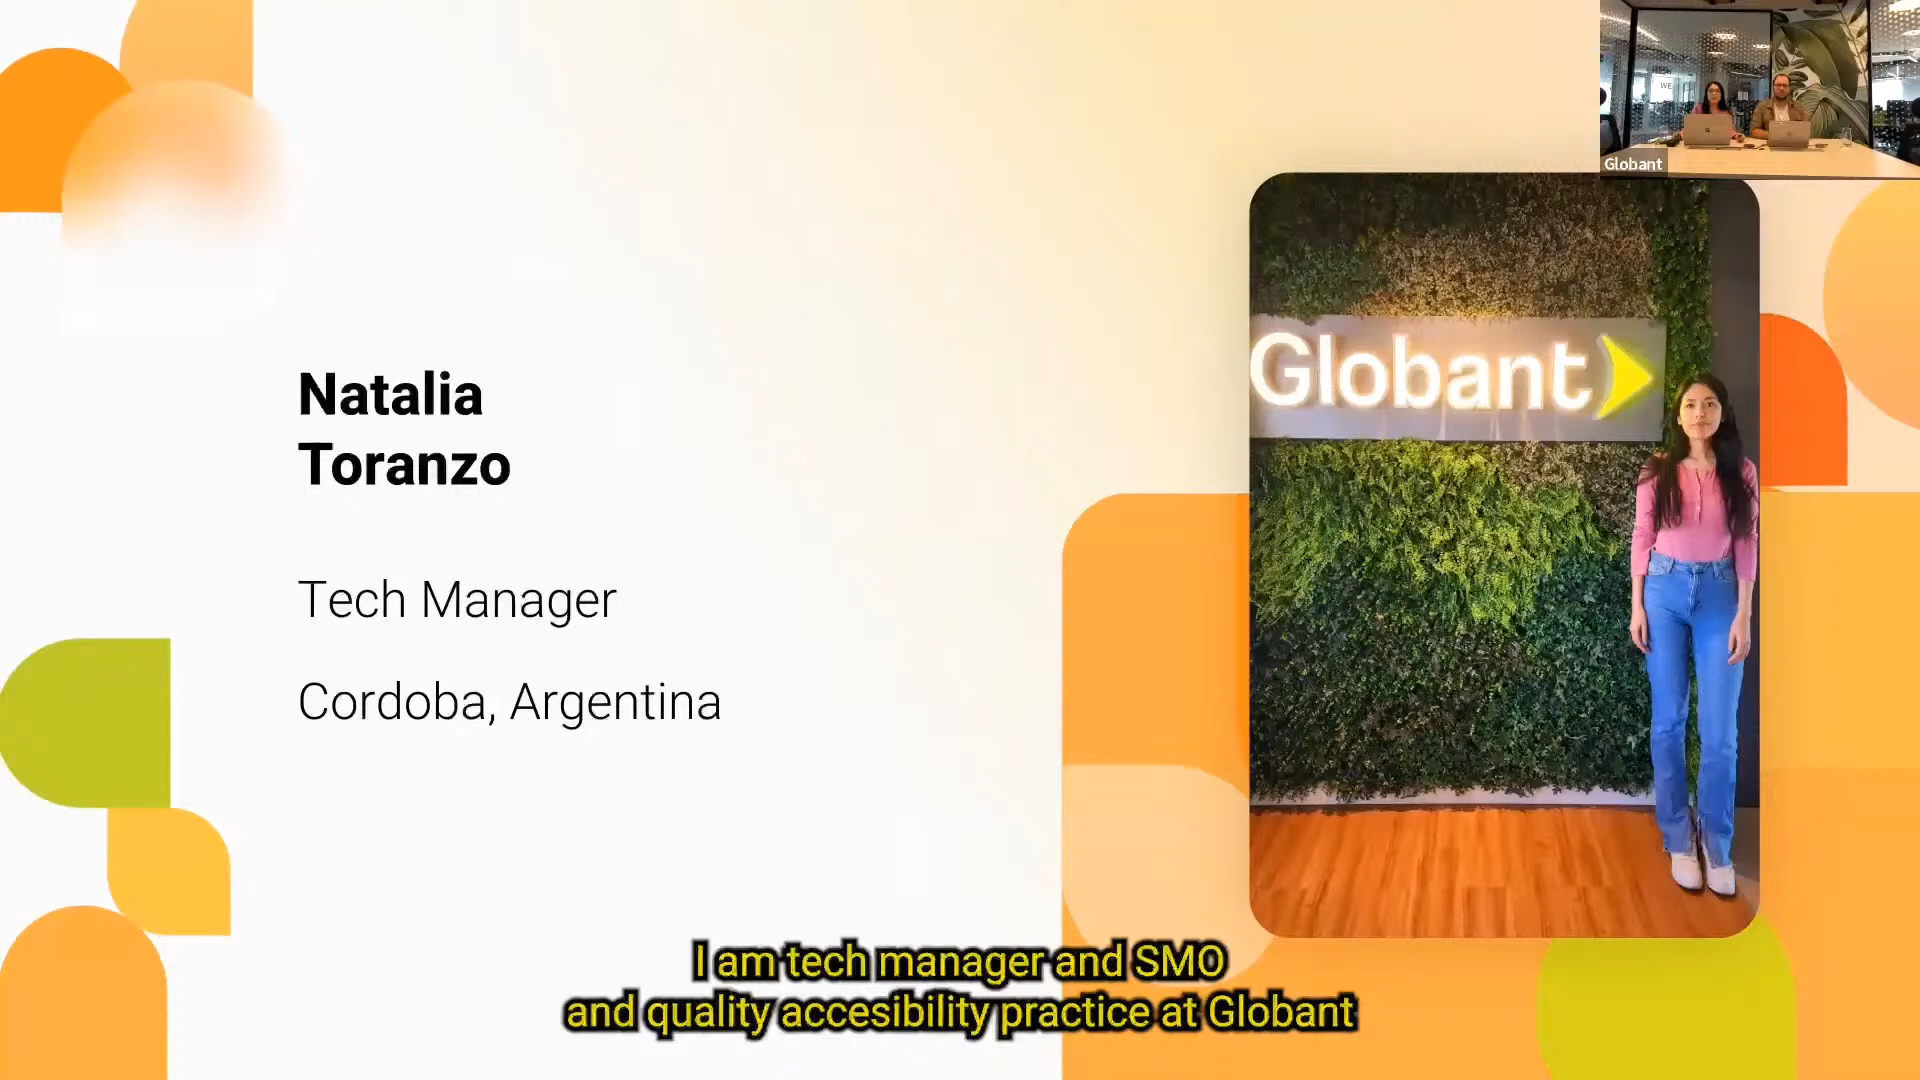 Natalia
Toranzo
Tech Manager
Cordoba, Argentina
Globant
Globant
WE
I am tech manager and SMO
and quality accesibility practice at Globant